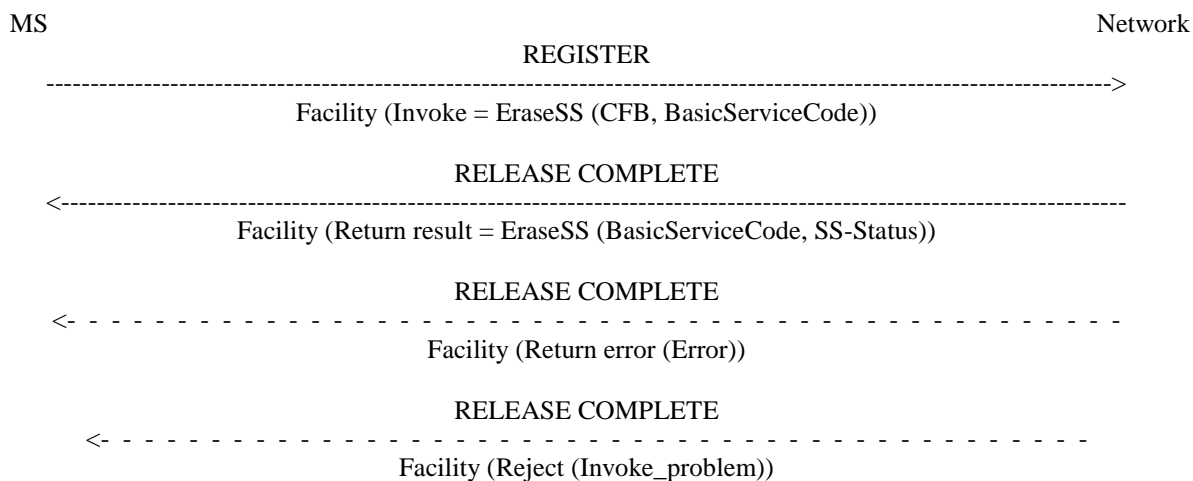 MS Network
REGISTER
Facility (Invoke = EraseSS (CFB, BasicServiceCode))
RELEASE COMPLETE
Facility (Return result = EraseSS (BasicServiceCode, SS-Status))
RELEASE COMPLETE
Facility (Return error (Error))
RELEASE COMPLETE
Facility (Reject (Invoke_problem))